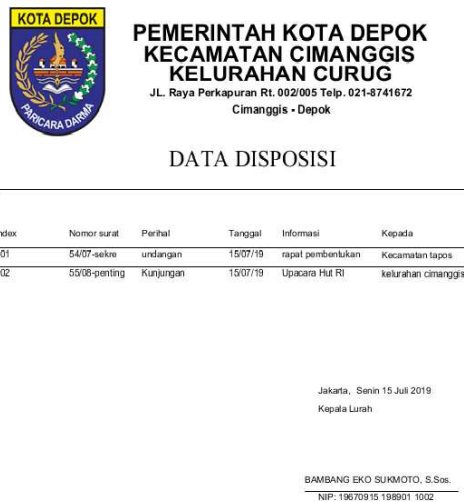 KOTA DEPOK
PARICARA DARMA
PEMERINTAH KOTA DEPOK
KECAMATAN CIMANGGIS
KELURAHAN CURUG
JL. Raya Perkapuran Rt. 002/005 Telp. 021-8741672
Cimanggis - Depok
DATA DISPOSISI
ndex Nomor surat Perihal Tanggal Informasi Kepada
01 54/07-sekre undangan 15/07/19 rapat pembentukan Kecamatan tapos
02 55/08-penting Kunjungan 15/07/19 Upacara Hut RI kelurahan cimanggis
Jakarta, Senin 15 Juli 2019
Kepala Lurah
BAMBANG EKO SUKMOTO, S.Sos.
NIP: 19670915 198901 1002